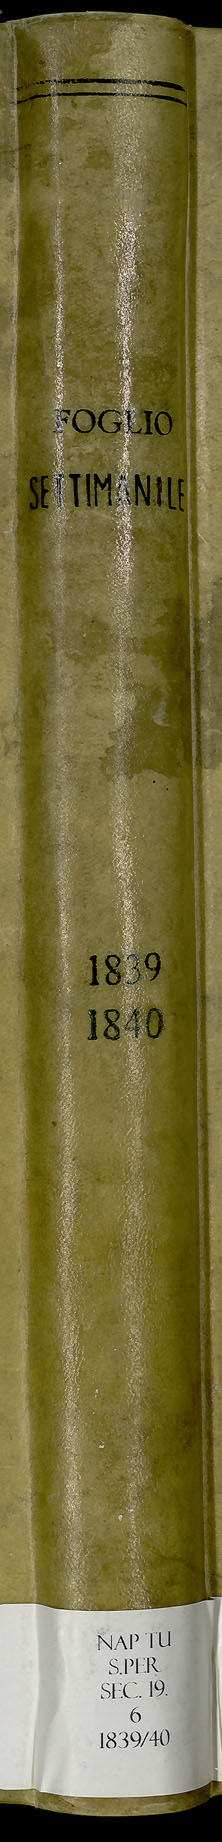 FOGLIO
SETTIMANILE
1839
1840
NAP TU
S.PER
SEC. 19.
6
1839/40